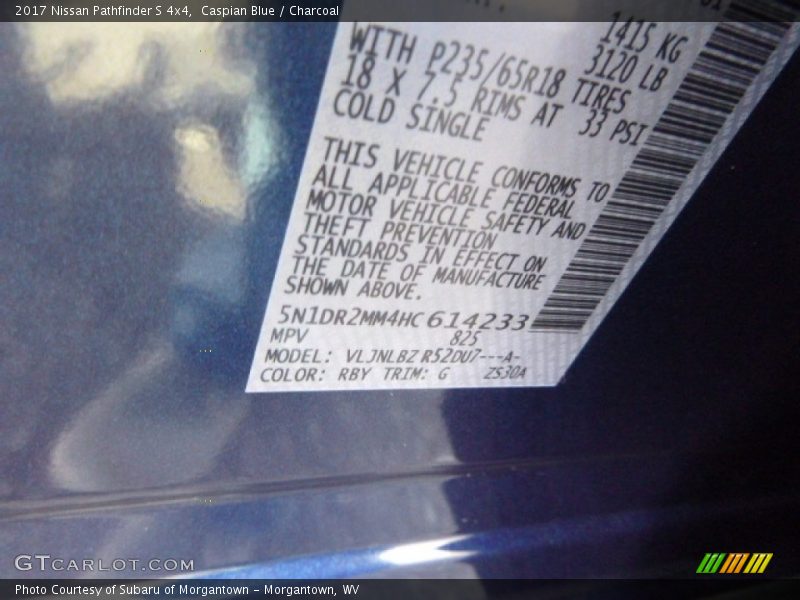 2017 Nissan Pathfinder S 4x4, Caspian Blue / Charcoal
1415 KG
WITH P235/65R18 TIRES 3120 LB
18 X 7.5 RIMS AT 33 PSI
COLD SINGLE
THIS VEHICLE CONFORMS TO
ALL APPLICABLE FEDERAL
MOTOR VEHICLE SAFETY AND
THEFT PREVENTION
STANDARDS IN EFFECT ON
THE DATE OF MANUFACTURE
SHOWN ABOVE.
5N1DR2MM4HC614233
MPV 825
MODEL: VLJNLBZ R52DU7---A-
COLOR: RBY TRIM: G ZS30A
GTCARLOT.COM
Photo Courtesy of Subaru of Morgantown - Morgantown, WV